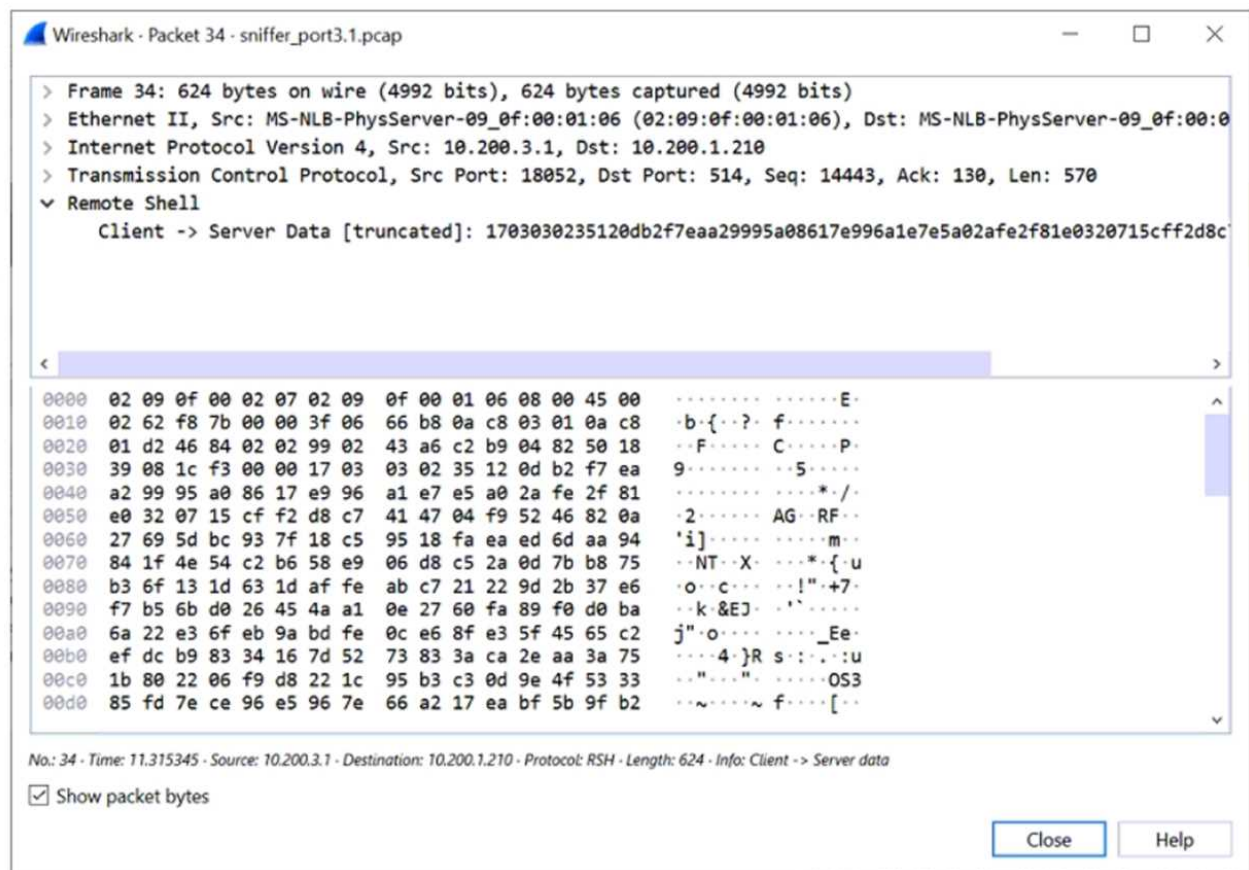 Wireshark · Packet 34 · sniffer_port3.1.pcap
> Frame 34: 624 bytes on wire (4992 bits), 624 bytes captured (4992 bits)
> Ethernet II, Src: MS-NLB-PhysServer-09_0f:00:01:06 (02:09:0f:00:01:06), Dst: MS-NLB-PhysServer-09_0f:00:0
> Internet Protocol Version 4, Src: 10.200.3.1, Dst: 10.200.1.210
> Transmission Control Protocol, Src Port: 18052, Dst Port: 514, Seq: 14443, Ack: 130, Len: 570
Remote Shell
Client -> Server Data [truncated]: 1703030235120db2f7eaa29995a08617e996a1e7e5a02afe2f81e0320715cff2d8c
0000 02 09 0f 00 02 07 02 09 0f 00 01 06 08 00 45 00 ········ ······E·
0010 02 62 f8 7b 00 00 3f 06 66 b8 0a c8 03 01 0a c8 ·b·{··?· f·······
0020 01 d2 46 84 02 02 99 02 43 a6 c2 b9 04 82 50 18 ··F····· C·····P·
0030 39 08 1c f3 00 00 17 03 03 02 35 12 0d b2 f7 ea 9······· ··5·····
0040 a2 99 95 a0 86 17 e9 96 a1 e7 e5 a0 2a fe 2f 81 ········ ····*·/·
0050 e0 32 07 15 cf f2 d8 c7 41 47 04 f9 52 46 82 0a ·2······ AG··RF··
0060 27 69 5d bc 93 7f 18 c5 95 18 fa ea ed 6d aa 94 'i]····· ·····m··
0070 84 1f 4e 54 c2 b6 58 e9 06 d8 c5 2a 0d 7b b8 75 ··NT··X· ···*·{·u
0080 b3 6f 13 1d 63 1d af fe ab c7 21 22 9d 2b 37 e6 ·o··c··· ··!"·+7·
0090 f7 b5 6b d0 26 45 4a a1 0e 27 60 fa 89 f0 d0 ba ··k·&EJ· ·'`·····
00a0 6a 22 e3 6f eb 9a bd fe 0c e6 8f e3 5f 45 65 c2 j"·o···· ····_Ee·
00b0 ef dc b9 83 34 16 7d 52 73 83 3a ca 2e aa 3a 75 ····4·}R s·:·.·:u
00c0 1b 80 22 06 f9 d8 22 1c 95 b3 c3 0d 9e 4f 53 33 ··"···"· ·····OS3
00d0 85 fd 7e ce 96 e5 96 7e 66 a2 17 ea bf 5b 9f b2 ··~····~ f····[··
No.: 34 · Time: 11.315345 · Source: 10.200.3.1 · Destination: 10.200.1.210 · Protocol: RSH · Length: 624 · Info: Client -> Server data
Show packet bytes
Close Help